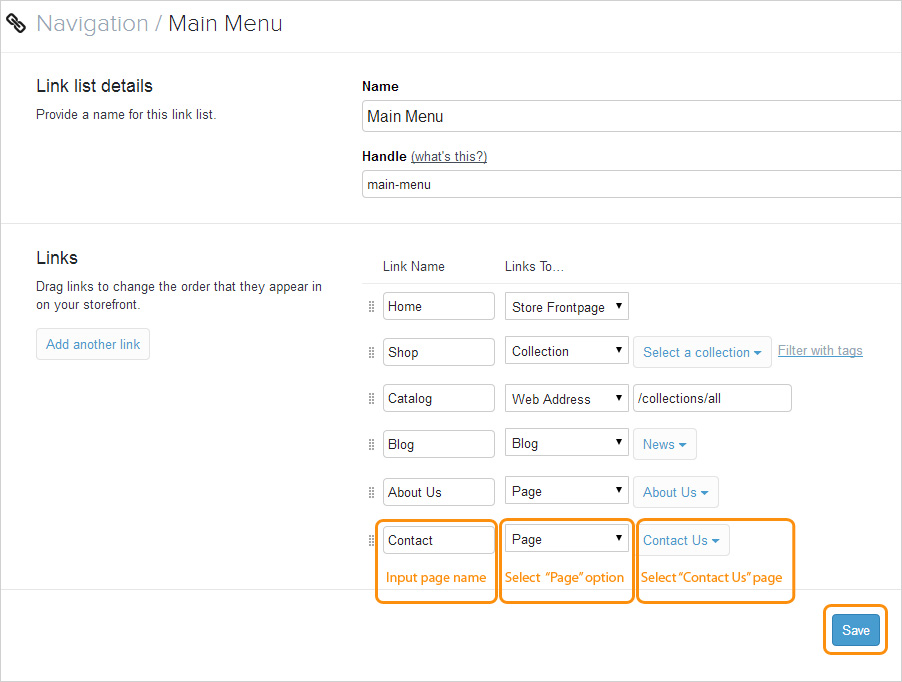 Navigation / Main Menu
Link list details
Provide a name for this link list.
Name
Main Menu
Handle (what's this?)
main-menu
Links
Drag links to change the order that they appear in
on your storefront.
Add another link
Link Name Links To...
Home Store Frontpage
Shop Collection Select a collection Filter with tags
Catalog Web Address /collections/all
Blog Blog News
About Us Page About Us
Contact Page Contact Us
Input page name Select "Page" option Select "Contact Us" page
Save